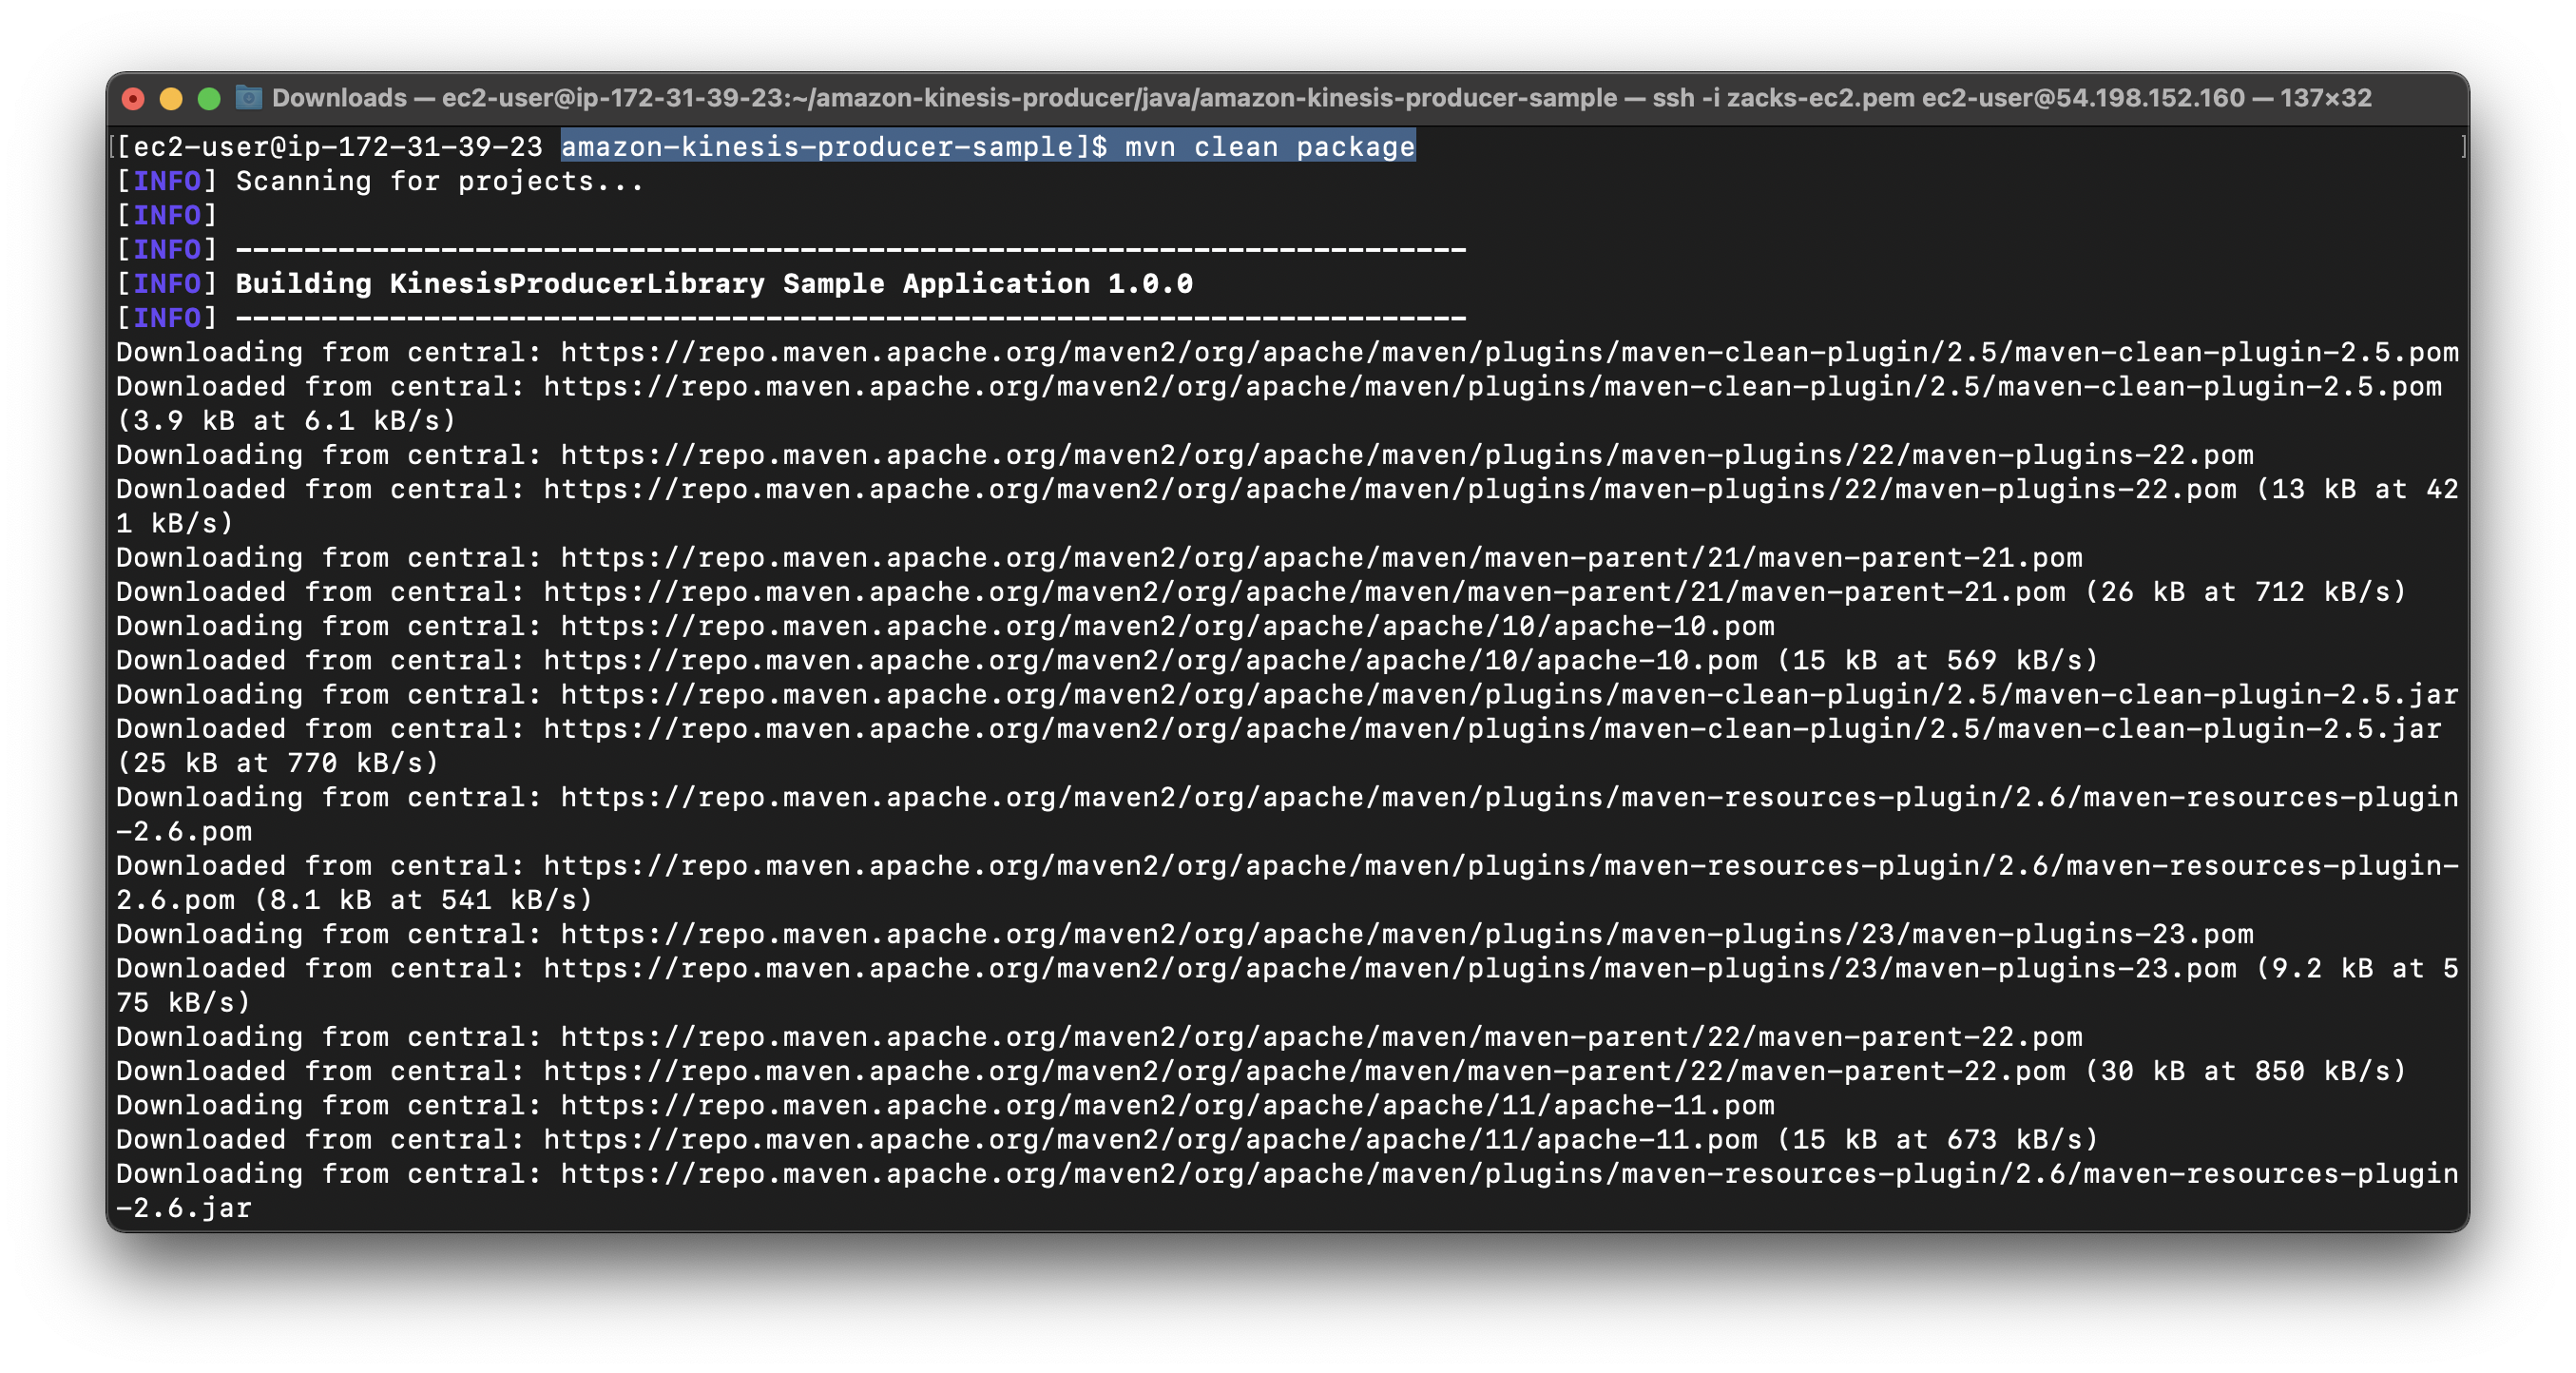 Downloads — ec2-user@ip-172-31-39-23:~/amazon-kinesis-producer/java/amazon-kinesis-producer-sample — ssh -i zacks-ec2.pem ec2-user@54.198.152.160 — 137×32
[[ec2-user@ip-172-31-39-23 amazon-kinesis-producer-sample]$ mvn clean package ]
[INFO] Scanning for projects...
[INFO]
[INFO] ------------------------------------------------------------------------
[INFO] Building KinesisProducerLibrary Sample Application 1.0.0
[INFO] ------------------------------------------------------------------------
Downloading from central: https://repo.maven.apache.org/maven2/org/apache/maven/plugins/maven-clean-plugin/2.5/maven-clean-plugin-2.5.pom
Downloaded from central: https://repo.maven.apache.org/maven2/org/apache/maven/plugins/maven-clean-plugin/2.5/maven-clean-plugin-2.5.pom
(3.9 kB at 6.1 kB/s)
Downloading from central: https://repo.maven.apache.org/maven2/org/apache/maven/plugins/maven-plugins/22/maven-plugins-22.pom
Downloaded from central: https://repo.maven.apache.org/maven2/org/apache/maven/plugins/maven-plugins/22/maven-plugins-22.pom (13 kB at 42
1 kB/s)
Downloading from central: https://repo.maven.apache.org/maven2/org/apache/maven/maven-parent/21/maven-parent-21.pom
Downloaded from central: https://repo.maven.apache.org/maven2/org/apache/maven/maven-parent/21/maven-parent-21.pom (26 kB at 712 kB/s)
Downloading from central: https://repo.maven.apache.org/maven2/org/apache/apache/10/apache-10.pom
Downloaded from central: https://repo.maven.apache.org/maven2/org/apache/apache/10/apache-10.pom (15 kB at 569 kB/s)
Downloading from central: https://repo.maven.apache.org/maven2/org/apache/maven/plugins/maven-clean-plugin/2.5/maven-clean-plugin-2.5.jar
Downloaded from central: https://repo.maven.apache.org/maven2/org/apache/maven/plugins/maven-clean-plugin/2.5/maven-clean-plugin-2.5.jar
(25 kB at 770 kB/s)
Downloading from central: https://repo.maven.apache.org/maven2/org/apache/maven/plugins/maven-resources-plugin/2.6/maven-resources-plugin
-2.6.pom
Downloaded from central: https://repo.maven.apache.org/maven2/org/apache/maven/plugins/maven-resources-plugin/2.6/maven-resources-plugin-
2.6.pom (8.1 kB at 541 kB/s)
Downloading from central: https://repo.maven.apache.org/maven2/org/apache/maven/plugins/maven-plugins/23/maven-plugins-23.pom
Downloaded from central: https://repo.maven.apache.org/maven2/org/apache/maven/plugins/maven-plugins/23/maven-plugins-23.pom (9.2 kB at 5
75 kB/s)
Downloading from central: https://repo.maven.apache.org/maven2/org/apache/maven/maven-parent/22/maven-parent-22.pom
Downloaded from central: https://repo.maven.apache.org/maven2/org/apache/maven/maven-parent/22/maven-parent-22.pom (30 kB at 850 kB/s)
Downloading from central: https://repo.maven.apache.org/maven2/org/apache/apache/11/apache-11.pom
Downloaded from central: https://repo.maven.apache.org/maven2/org/apache/apache/11/apache-11.pom (15 kB at 673 kB/s)
Downloading from central: https://repo.maven.apache.org/maven2/org/apache/maven/plugins/maven-resources-plugin/2.6/maven-resources-plugin
-2.6.jar